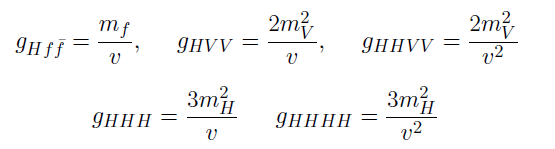 g_{Hf\bar{f}} = \frac{m_f}{v}, g_{HVV} = \frac{2m_V^2}{v}, g_{HHVV} = \frac{2m_V^2}{v^2}
g_{HHH} = \frac{3m_H^2}{v} g_{HHHH} = \frac{3m_H^2}{v^2}